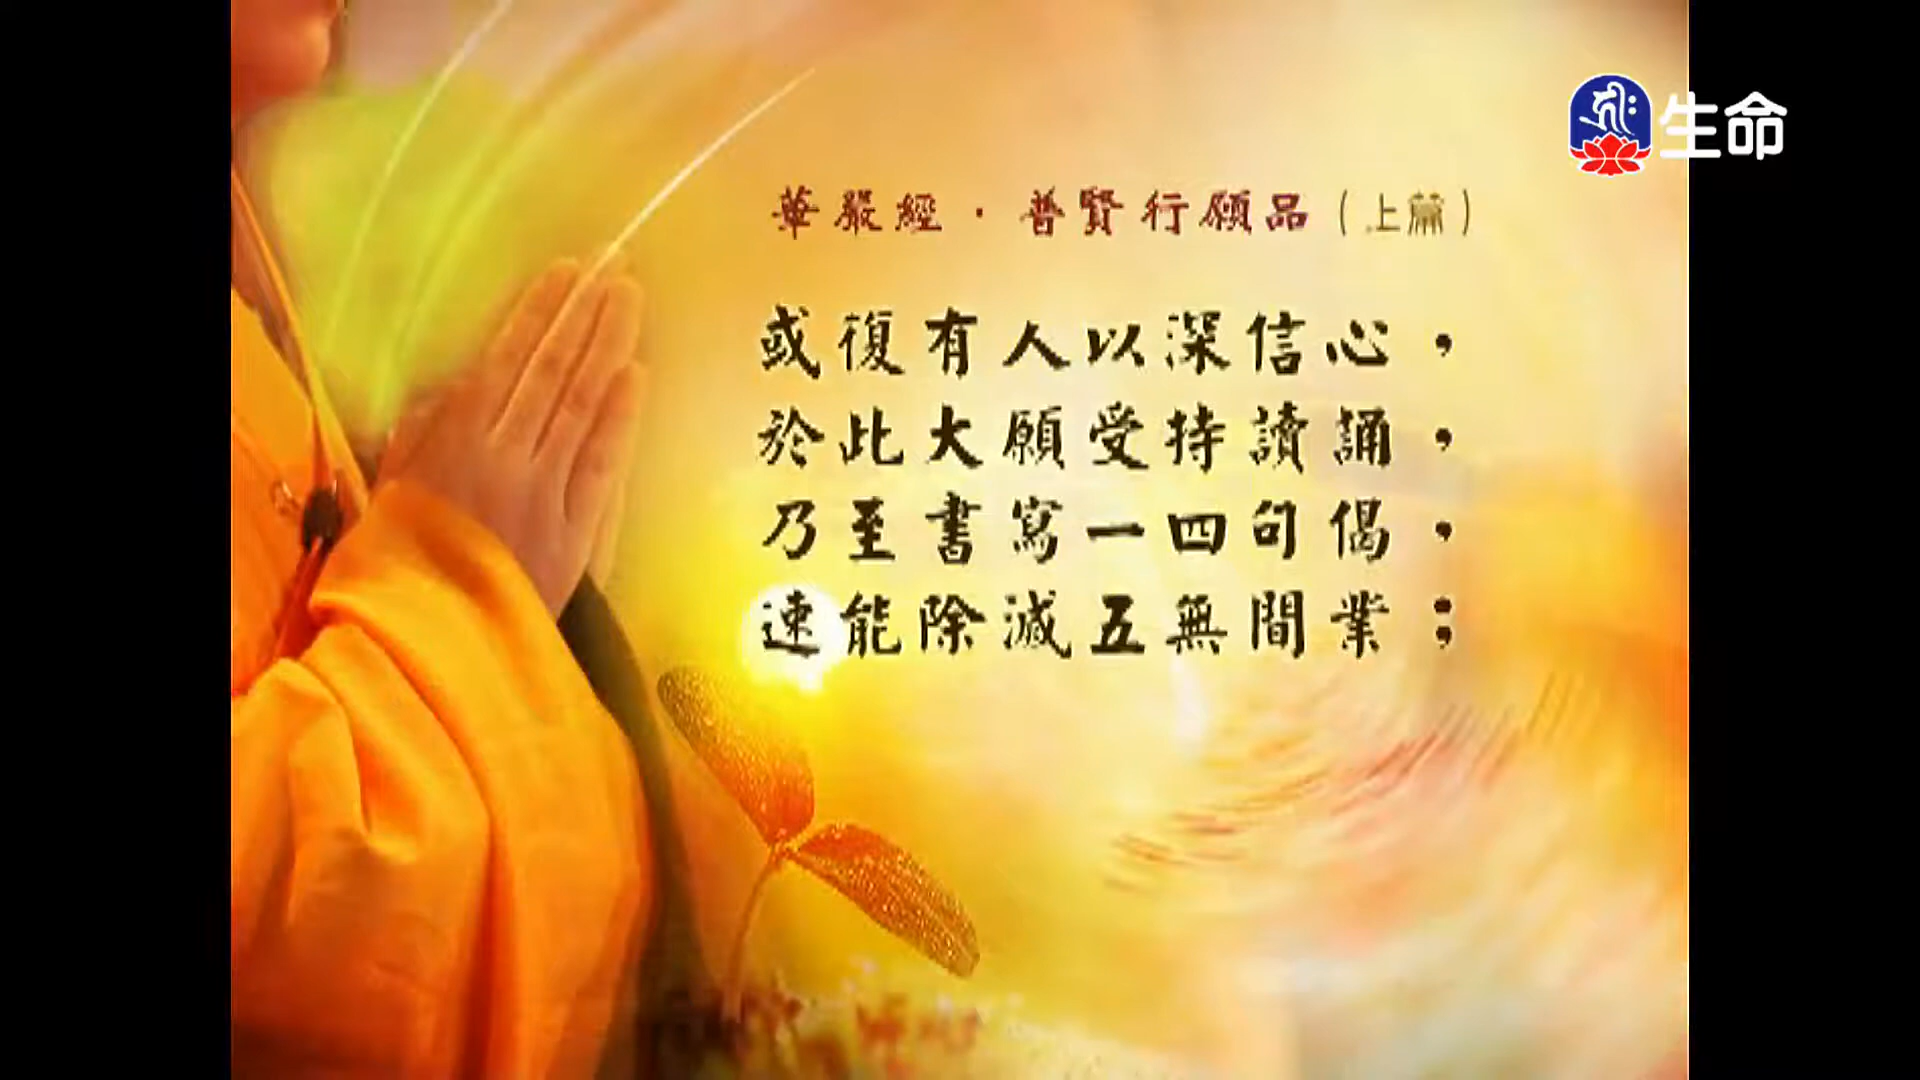 生命
華嚴經·普賢行願品(上篇)
或復有人以深信心，
於此大願受持讀誦，
乃至書寫一四句偈，
速能除滅五無間業；